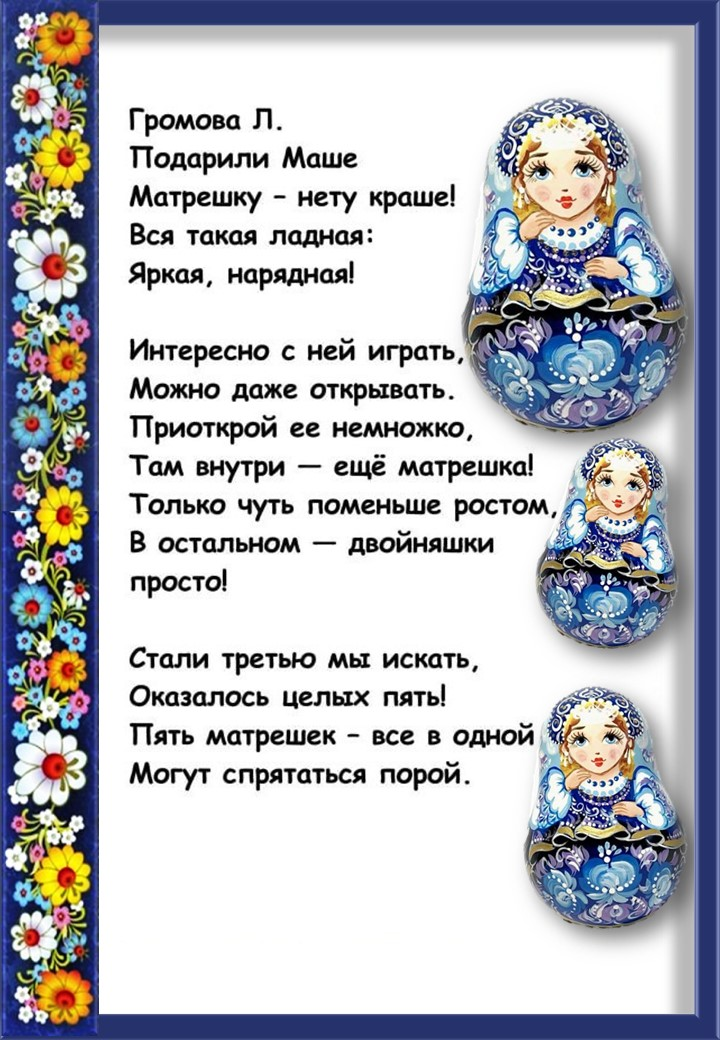 Громова Л.
Подарили Маше
Матрешку – нету краше!
Вся такая ладная:
Яркая, нарядная!
Интересно с ней играть,
Можно даже открывать.
Приоткрой ее немножко,
Там внутри — ещё матрешка!
Только чуть поменьше ростом,
В остальном — двойняшки
просто!
Стали третью мы искать,
Оказалось целых пять!
Пять матрешек – все в одной
Могут спрятаться порой.